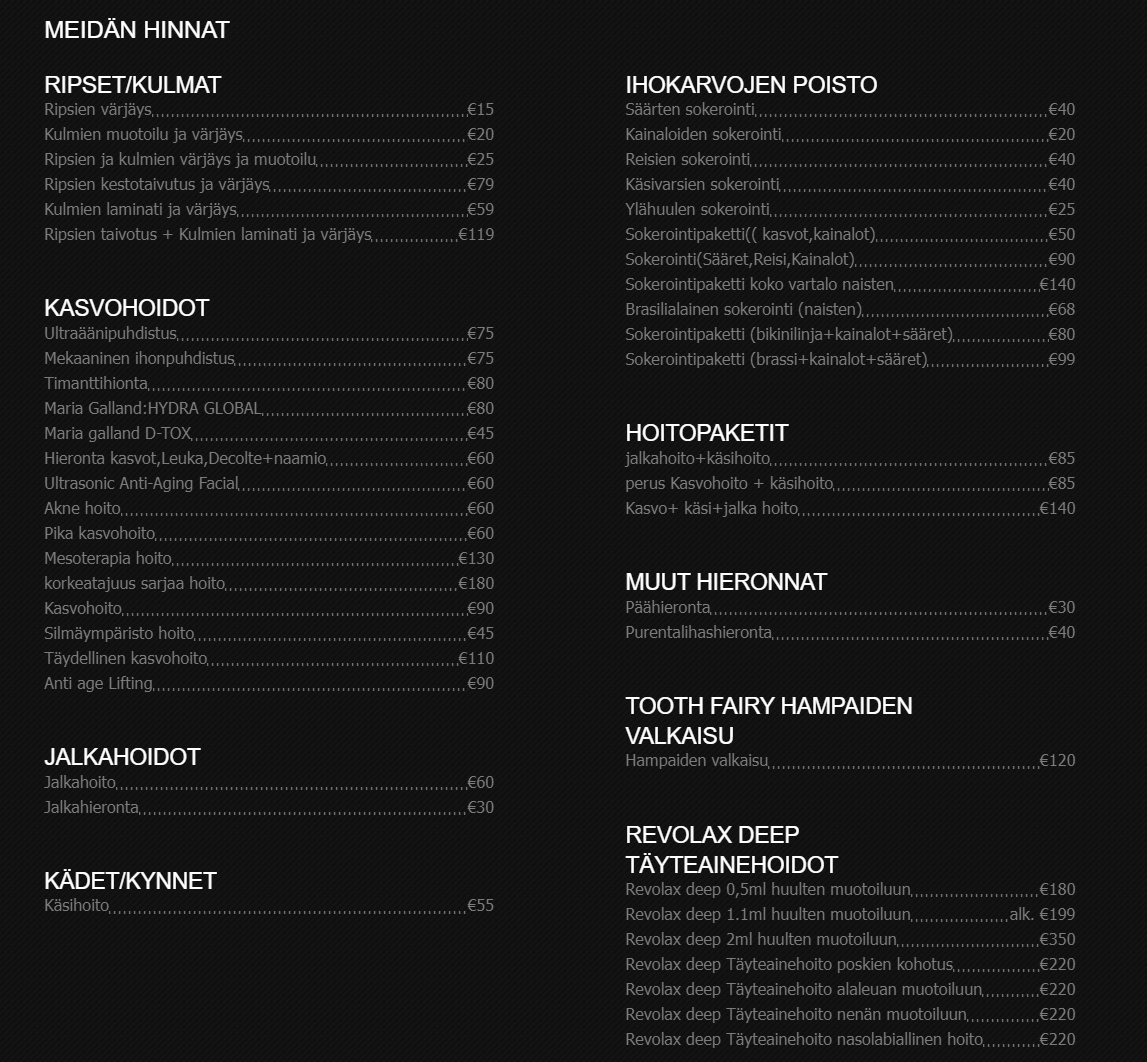 MEIDÄN HINNAT
RIPSET/KULMAT
Ripsien värjäys €15
Kulmien muotoilu ja värjäys €20
Ripsien ja kulmien värjäys ja muotoilu €25
Ripsien kestotaivutus ja värjäys €79
Kulmien laminati ja värjäys €59
Ripsien taivotus + Kulmien laminati ja värjäys €119
KASVOHOIDOT
Ultraäänipuhdistus €75
Mekaaninen ihonpuhdistus €75
Timanttihionta €80
Maria Galland:HYDRA GLOBAL €80
Maria galland D-TOX €45
Hieronta kasvot,Leuka,Decolte+naamio €60
Ultrasonic Anti-Aging Facial €60
Akne hoito €60
Pika kasvohoito €60
Mesoterapia hoito €130
korkeatajuus sarjaa hoito €180
Kasvohoito €90
Silmäympäristo hoito €45
Täydellinen kasvohoito €110
Anti age Lifting €90
JALKAHOIDOT
Jalkahoito €60
Jalkahieronta €30
KÄDET/KYNNET
Käsihoito €55
IHOKARVOJEN POISTO
Säärten sokerointi €40
Kainaloiden sokerointi €20
Reisien sokerointi €40
Käsivarsien sokerointi €40
Ylähuulen sokerointi €25
Sokerointipaketti(( kasvot,kainalot) €50
Sokerointi(Sääret,Reisi,Kainalot) €90
Sokerointipaketti koko vartalo naisten €140
Brasilialainen sokerointi (naisten) €68
Sokerointipaketti (bikinilinja+kainalot+sääret) €80
Sokerointipaketti (brassi+kainalot+sääret) €99
HOITOPAKETIT
jalkahoito+käsihoito €85
perus Kasvohoito + käsihoito €85
Kasvo+ käsi+jalka hoito €140
MUUT HIERONNAT
Päähieronta €30
Purentalihashieronta €40
TOOTH FAIRY HAMPAIDEN
VALKAISU
Hampaiden valkaisu €120
REVOLAX DEEP
TÄYTEAINEHOIDOT
Revolax deep 0,5ml huulten muotoiluun €180
Revolax deep 1.1ml huulten muotoiluun alk. €199
Revolax deep 2ml huulten muotoiluun €350
Revolax deep Täyteainehoito poskien kohotus €220
Revolax deep Täyteainehoito alaleuan muotoiluun €220
Revolax deep Täyteainehoito nenän muotoiluun €220
Revolax deep Täyteainehoito nasolabiallinen hoito €220